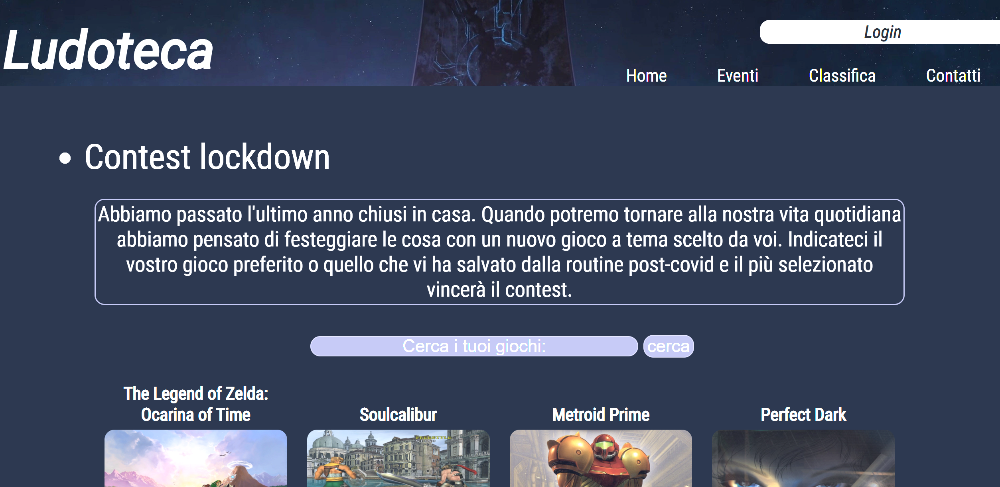 Ludoteca
Login
Home Eventi Classifica Contatti
Contest lockdown
Abbiamo passato l'ultimo anno chiusi in casa. Quando potremo tornare alla nostra vita quotidiana
abbiamo pensato di festeggiare le cosa con un nuovo gioco a tema scelto da voi. Indicateci il
vostro gioco preferito o quello che vi ha salvato dalla routine post-covid e il più selezionato
vincerà il contest.
Cerca i tuoi giochi: cerca
The Legend of Zelda:
Ocarina of Time
Soulcalibur
Metroid Prime
Perfect Dark
FREESTYLE